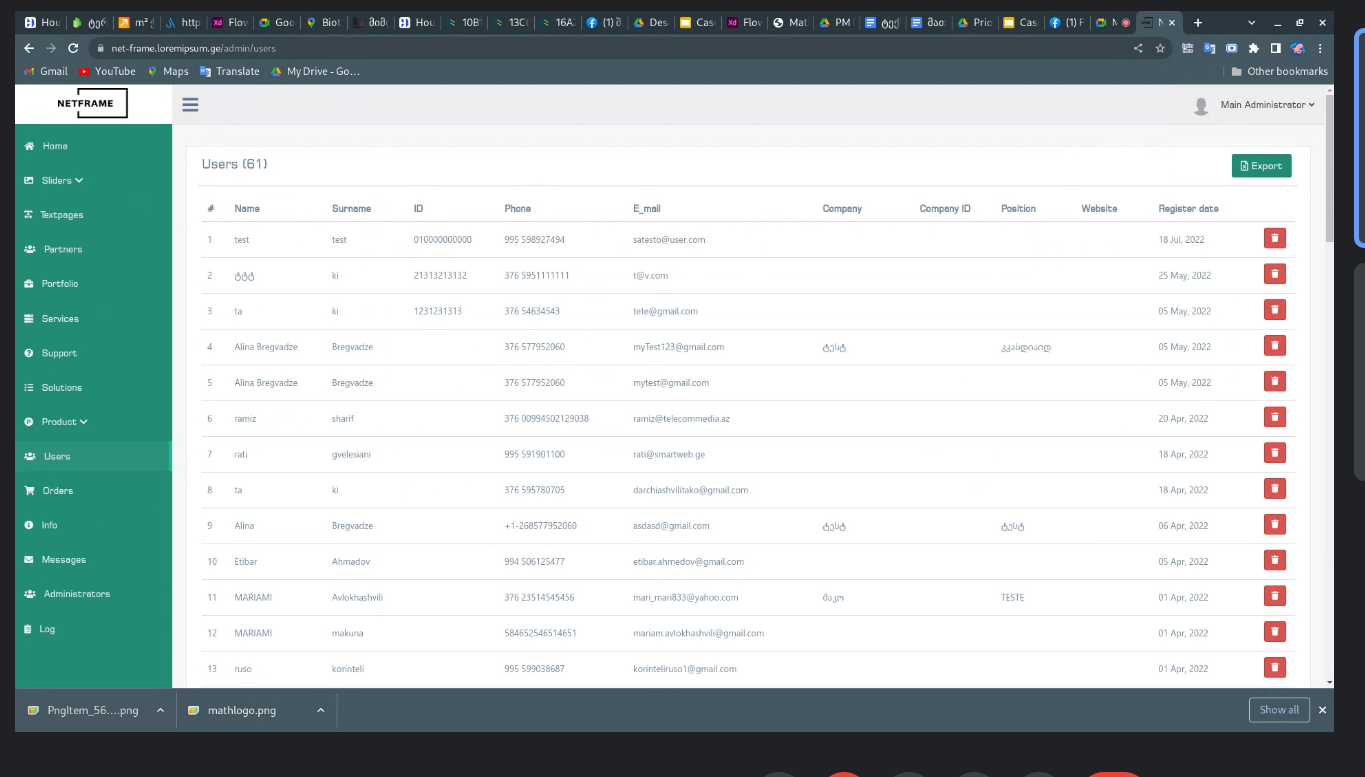 Hou
ტერ
m² ჭ
http
Xd Flov
Goo
Biot
მიმც
Hou
10B
13C
16A
(1) მ
Des
Cas
Xd Flov
Mat
PM
ტექ
მათ
Prio
Cas
(1) F
net-frame.loremipsum.ge/admin/users
Gmail YouTube Maps Translate My Drive - Go... Other bookmarks
NETFRAME
Main Administrator
Home
Sliders
Textpages
Partners
Portfolio
Services
Support
Solutions
Product
Users
Orders
Info
Messages
Administrators
Log
Users (61)
Export
# Name Surname ID Phone E_mail Company Company ID Position Website Register date
1 test test 010000000000 995 598927494 satesto@user.com 18 Jul, 2022
2 ტტტ ki 21313213132 376 5951111111 t@v.com 25 May, 2022
3 ta ki 1231231313 376 54634543 tete@gmail.com 05 May, 2022
4 Alina Bregvadze Bregvadze 376 577952060 myTest123@gmail.com ტესტ კკასდიაიდ 05 May, 2022
5 Alina Bregvadze Bregvadze 376 577952060 mytest@gmail.com 05 May, 2022
6 ramiz sharif 376 00994502129038 ramiz@telecommedia.az 20 Apr, 2022
7 rati gvelesiani 995 591901100 rati@smartweb.ge 18 Apr, 2022
8 ta ki 376 595780705 darchiashvilitako@gmail.com 18 Apr, 2022
9 Alina Bregvadze +1-268577952060 asdasd@gmail.com ტესტ ტესტ 06 Apr, 2022
10 Etibar Ahmadov 994 506125477 etibar.ahmedov@gmail.com 05 Apr, 2022
11 MARIAMI Avlokhashvili 376 23514545456 mari_mari833@yahoo.com მაკო TESTE 01 Apr, 2022
12 MARIAMI makuna 584652546514651 mariam.avlokhashvili@gmail.com 01 Apr, 2022
13 ruso korinteli 995 599038687 korinteliruso1@gmail.com 01 Apr, 2022
PngItem_56....png mathlogo.png Show all